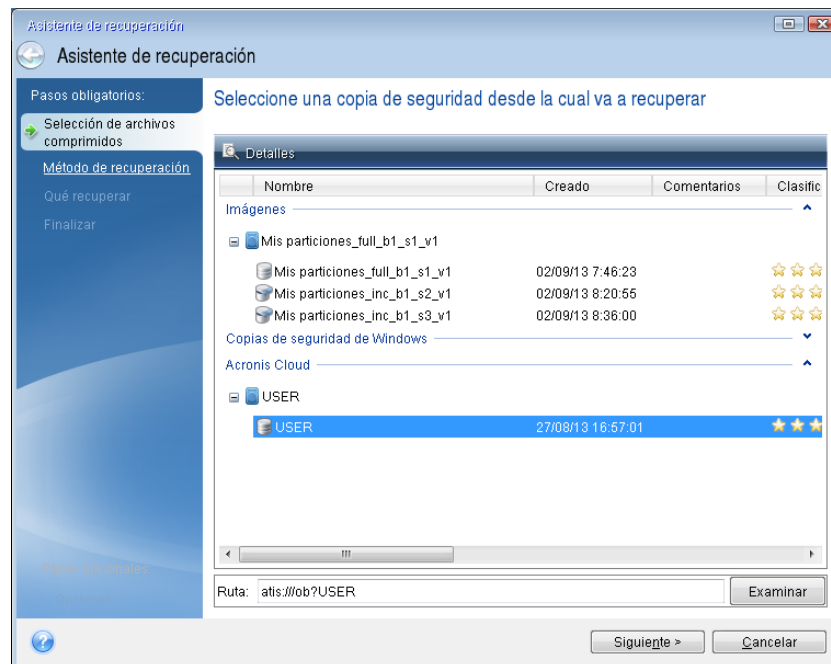 Asistente de recuperación
Asistente de recuperación
Pasos obligatorios:
Selección de archivos
comprimidos
Método de recuperación
Qué recuperar
Finalizar
Seleccione una copia de seguridad desde la cual va a recuperar
Detalles
Nombre Creado Comentarios Clasific
Imágenes
Mis particiones_full_b1_s1_v1
Mis particiones_full_b1_s1_v1 02/09/13 7:46:23
Mis particiones_inc_b1_s2_v1 02/09/13 8:20:55
Mis particiones_inc_b1_s3_v1 02/09/13 8:36:00
Copias de seguridad de Windows
Acronis Cloud
USER
USER 27/08/13 16:57:01
Ruta: atis:///ob?USER Examinar
Siguiente > Cancelar